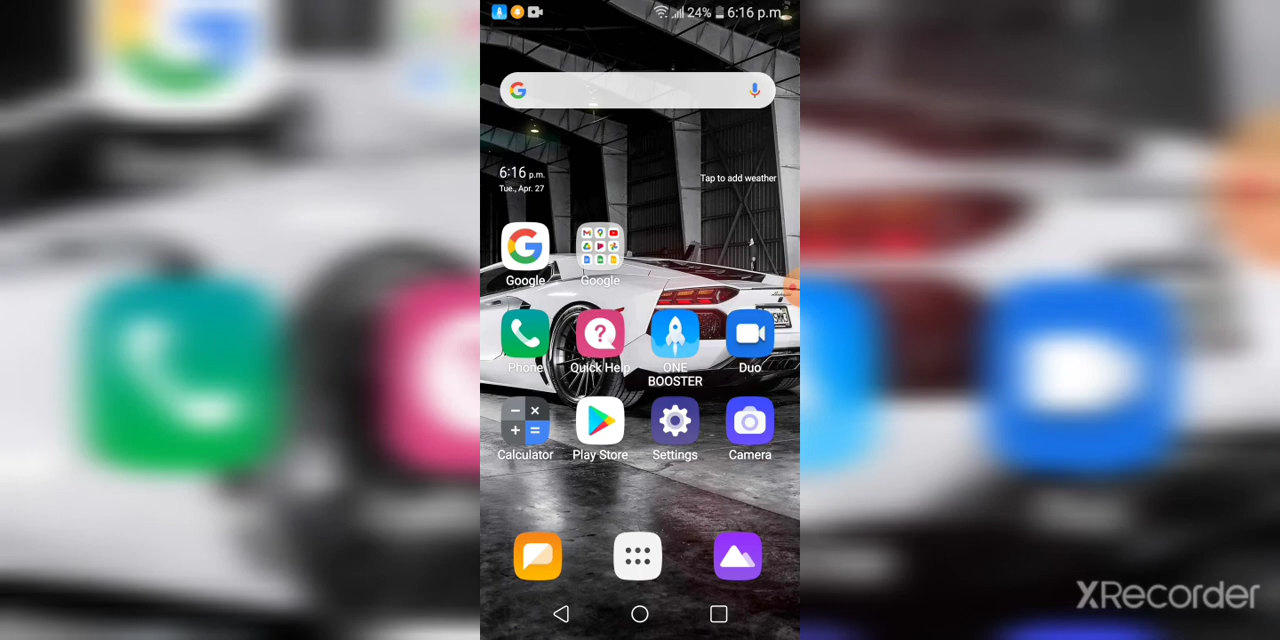 24% 6:16 p.m.
6:16 p.m.
Tue., Apr. 27
Tap to add weather
Google
Google
Phone
Quick Help
ONE BOOSTER
Duo
Calculator
Play Store
Settings
Camera
XRecorder